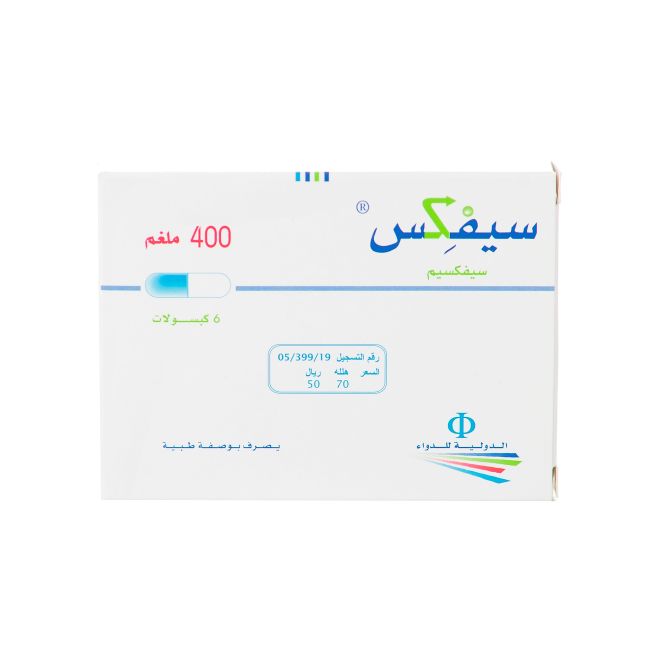 سيفكس ®
400 ملغم
سيفكسيم
6 كبسولات
رقم التسجيل 05/399/19
السعر هلله ريال
70 50
يصرف بوصفة طبية
Φ
الدولية للدواء